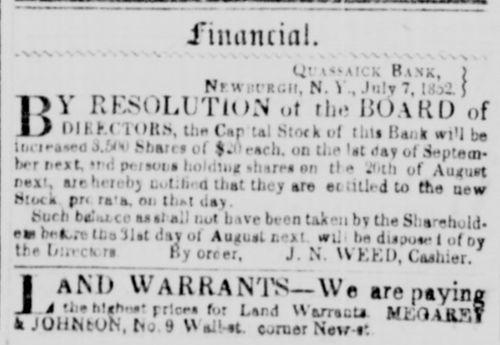 Financial.
QUASSAICK BANK,
NEWBURGH, N. Y., July 7, 1852.
BY RESOLUTION of the BOARD of
DIRECTORS, the Capital Stock of this Bank will be
increased 3,500 Shares of $20 each, on the 1st day of Septem-
ber next, and persons holding shares on the 20th of August
next, are hereby notified that they are entitled to the new
Stock, pro rata, on that day.
Such balance as shall not have been taken by the Sharehold-
ers before the 31st day of August next, will be disposed of by
the Directors. By order, J. N. WEED, Cashier.
LAND WARRANTS—We are paying
the highest prices for Land Warrants. MEGAREY
& JOHNSON, No. 9 Wall-st. corner New-st.